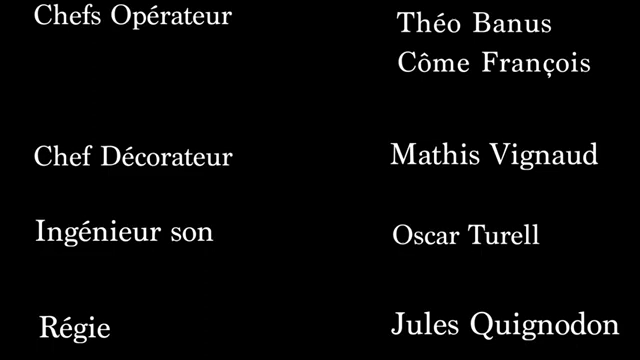 Chefs Opérateur Théo Banus
Côme François
Chef Décorateur Mathis Vignaud
Ingénieur son Oscar Turell
Régie Jules Quignodon